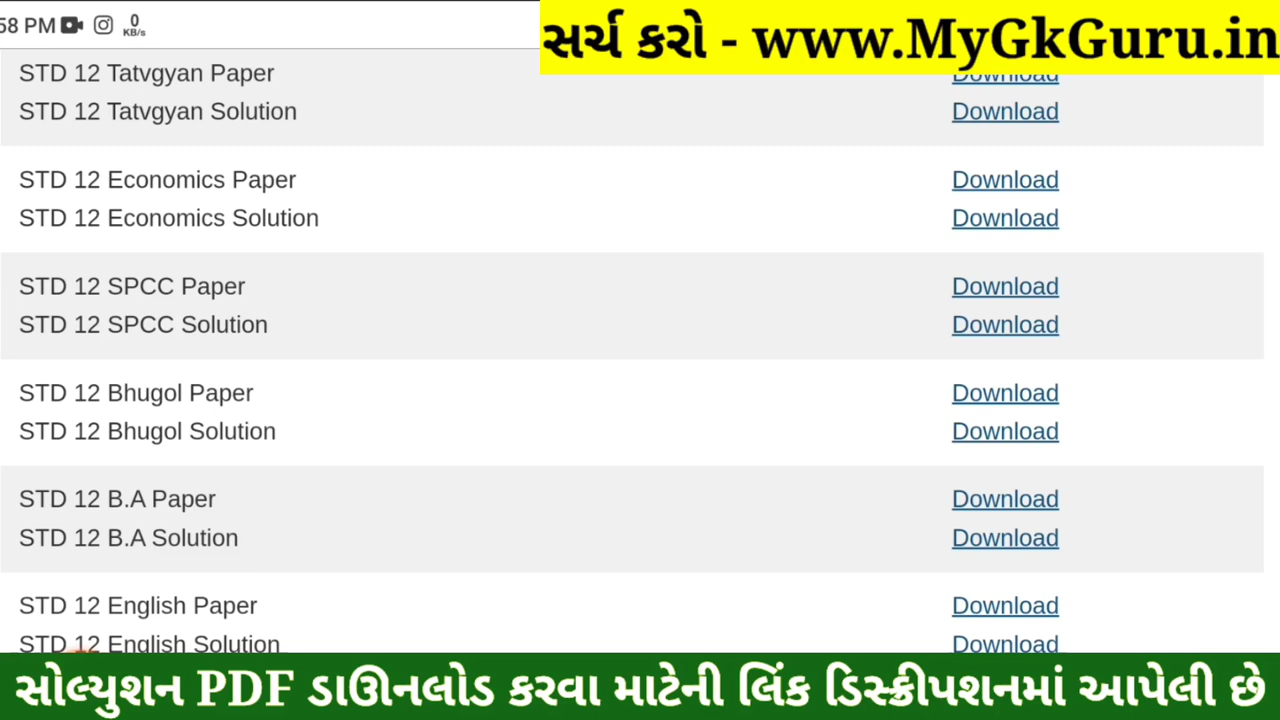 58 PM 0 KB/s
સર્ચ કરો - www.MyGkGuru.in
STD 12 Tatvgyan Paper Download
STD 12 Tatvgyan Solution Download
STD 12 Economics Paper Download
STD 12 Economics Solution Download
STD 12 SPCC Paper Download
STD 12 SPCC Solution Download
STD 12 Bhugol Paper Download
STD 12 Bhugol Solution Download
STD 12 B.A Paper Download
STD 12 B.A Solution Download
STD 12 English Paper Download
STD 12 English Solution Download
સોલ્યુશન PDF ડાઊનલોડ કરવા માટેની લિંક ડિસ્ક્રીપશનમાં આપેલી છે